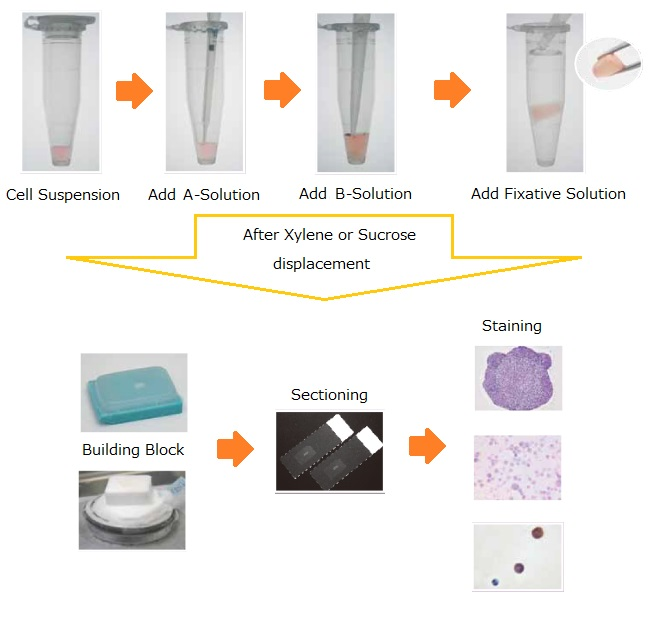 Cell Suspension
Add A-Solution
Add B-Solution
Add Fixative Solution
After Xylene or Sucrose
displacement
Staining
Sectioning
Building Block